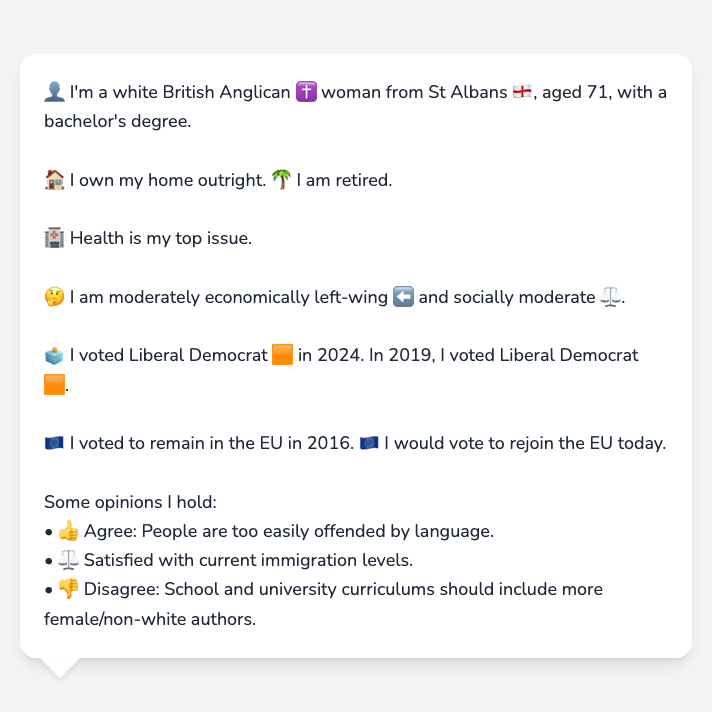 👤 I'm a white British Anglican ✝️ woman from St Albans 🏴󠁧󠁢󠁥󠁮󠁧󠁿, aged 71, with a
bachelor's degree.
🏠 I own my home outright. 🌴 I am retired.
🏥 Health is my top issue.
🤔 I am moderately economically left-wing ⬅️ and socially moderate ⚖️.
🗳️ I voted Liberal Democrat 🟧 in 2024. In 2019, I voted Liberal Democrat
🟧.
🇪🇺 I voted to remain in the EU in 2016. 🇪🇺 I would vote to rejoin the EU today.
Some opinions I hold:
• 👍 Agree: People are too easily offended by language.
• ⚖️ Satisfied with current immigration levels.
• 👎 Disagree: School and university curriculums should include more
female/non-white authors.